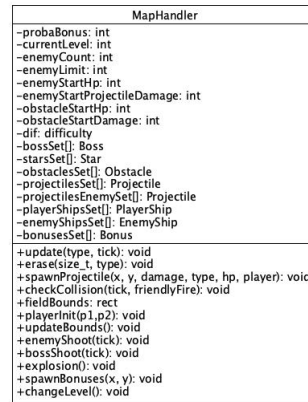 MapHandler
-probaBonus: int
-currentLevel: int
-enemyCount: int
-enemyLimit: int
-enemyStartHp: int
-enemyStartProjectileDamage: int
-obstacleStartHp: int
-obstacleStartDamage: int
-dif: difficulty
-bossSet[]: Boss
-starsSet[]: Star
-obstaclesSet[]: Obstacle
-projectilesSet[]: Projectile
-projectilesEnemySet[]: Projectile
-playerShipsSet[]: PlayerShip
-enemyShipsSet[]: EnemyShip
-bonusesSet[]: Bonus
+update(type, tick): void
+erase(size_t, type): void
+spawnProjectile(x, y, damage, type, hp, player): void
+checkCollision(tick, friendlyFire): void
+fieldBounds: rect
+playerInit(p1,p2): void
+updateBounds(): void
+enemyShoot(tick): void
+bossShoot(tick): void
+explosion(): void
+spawnBonuses(x, y): void
+changeLevel(): void